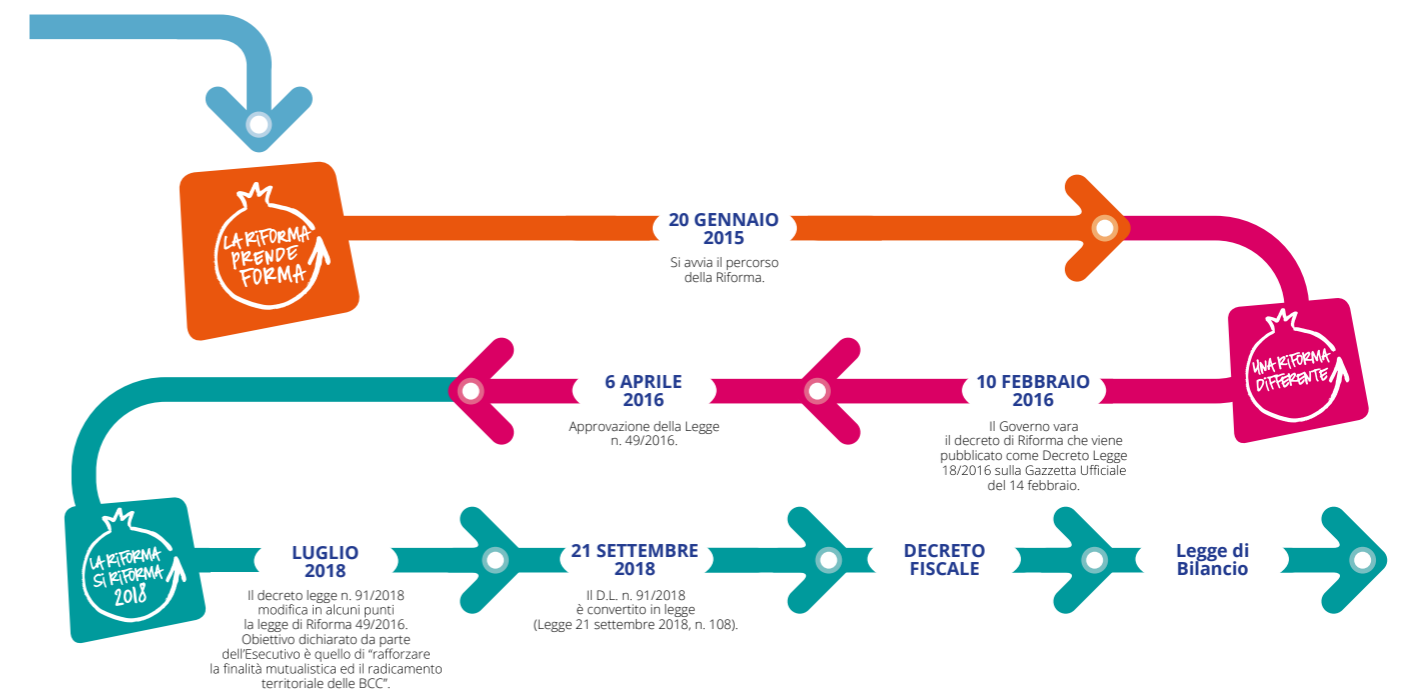 LA RIFORMA
PRENDE
FORMA
20 GENNAIO
2015
Si avvia il percorso
della Riforma.
UNA RIFORMA
DIFFERENTE
10 FEBBRAIO
2016
Il Governo vara
il decreto di Riforma che viene
pubblicato come Decreto Legge
18/2016 sulla Gazzetta Ufficiale
del 14 febbraio.
6 APRILE
2016
Approvazione della Legge
n. 49/2016.
LA RIFORMA
SI RIFORMA
2018
LUGLIO
2018
Il decreto legge n. 91/2018
modifica in alcuni punti
la legge di Riforma 49/2016.
Obiettivo dichiarato da parte
dell’Esecutivo è quello di “rafforzare
la finalità mutualistica ed il radicamento
territoriale delle BCC”.
21 SETTEMBRE
2018
Il D.L. n. 91/2018
è convertito in legge
(Legge 21 settembre 2018, n. 108).
DECRETO
FISCALE
Legge di
Bilancio